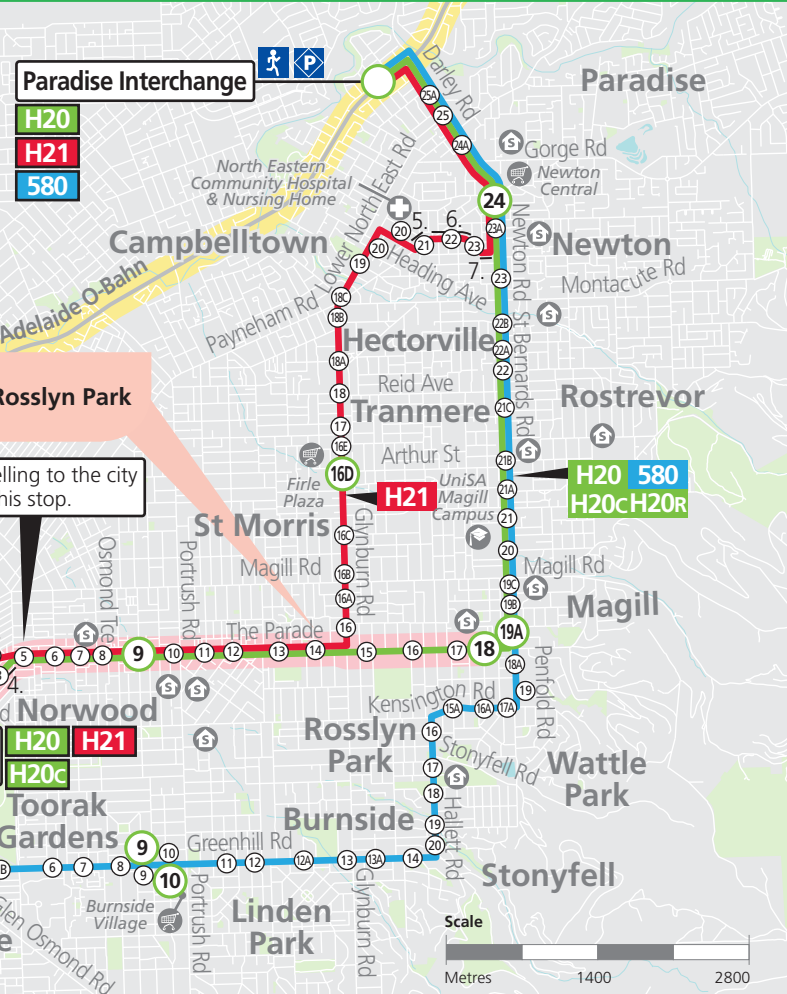 Paradise Interchange
H20
H21
580
P
Darley Rd
Paradise
25A
25
24A
S
Gorge Rd
Newton
Central
North Eastern
Community Hospital
& Nursing Home
Lower North East Rd
24
23A
Campbelltown
20
5.
6.
21
22
23
7.
20
19
Newton Rd
S
Newton
Montacute Rd
Heading Ave
Adelaide O-Bahn
Payneham Rd
18C
18B
23
S
22B
22A
22
St Bernards Rd
Hectorville
18A
Reid Ave
18
Tranmere
21C
Rostrevor
S
Rosslyn Park
17
16E
Arthur St
16D
Firle
Plaza
21B
S
21A
UniSA
Magill
Campus
H20 580
H20C H20R
H21
elling to the city
his stop.
St Morris
16C
Glynburn Rd
21
20
Osmond Tce
Portrush Rd
Magill Rd
16B
16A
Magill Rd
19C
S
19B
Magill
The Parade
16
S
19A
S
5
6
7
8
9
10
11
12
13
14
15
16
17
18
4.
S
S
18A
Penfold Rd
Norwood
Kensington Rd
19
15A
16A
17A
H20 H21
H20C
S
Rosslyn
Park
16
Stonyfell Rd
Wattle
Park
17
S
18
Hallett Rd
Toorak
Gardens
Burnside
19
20
9
10
Greenhill Rd
6
7
8
9
10
11
12
12A
13
13A
14
Stonyfell
Burnside
Village
Portrush Rd
Linden
Park
Glynburn Rd
Glen Osmond Rd
Scale
Metres 1400 2800